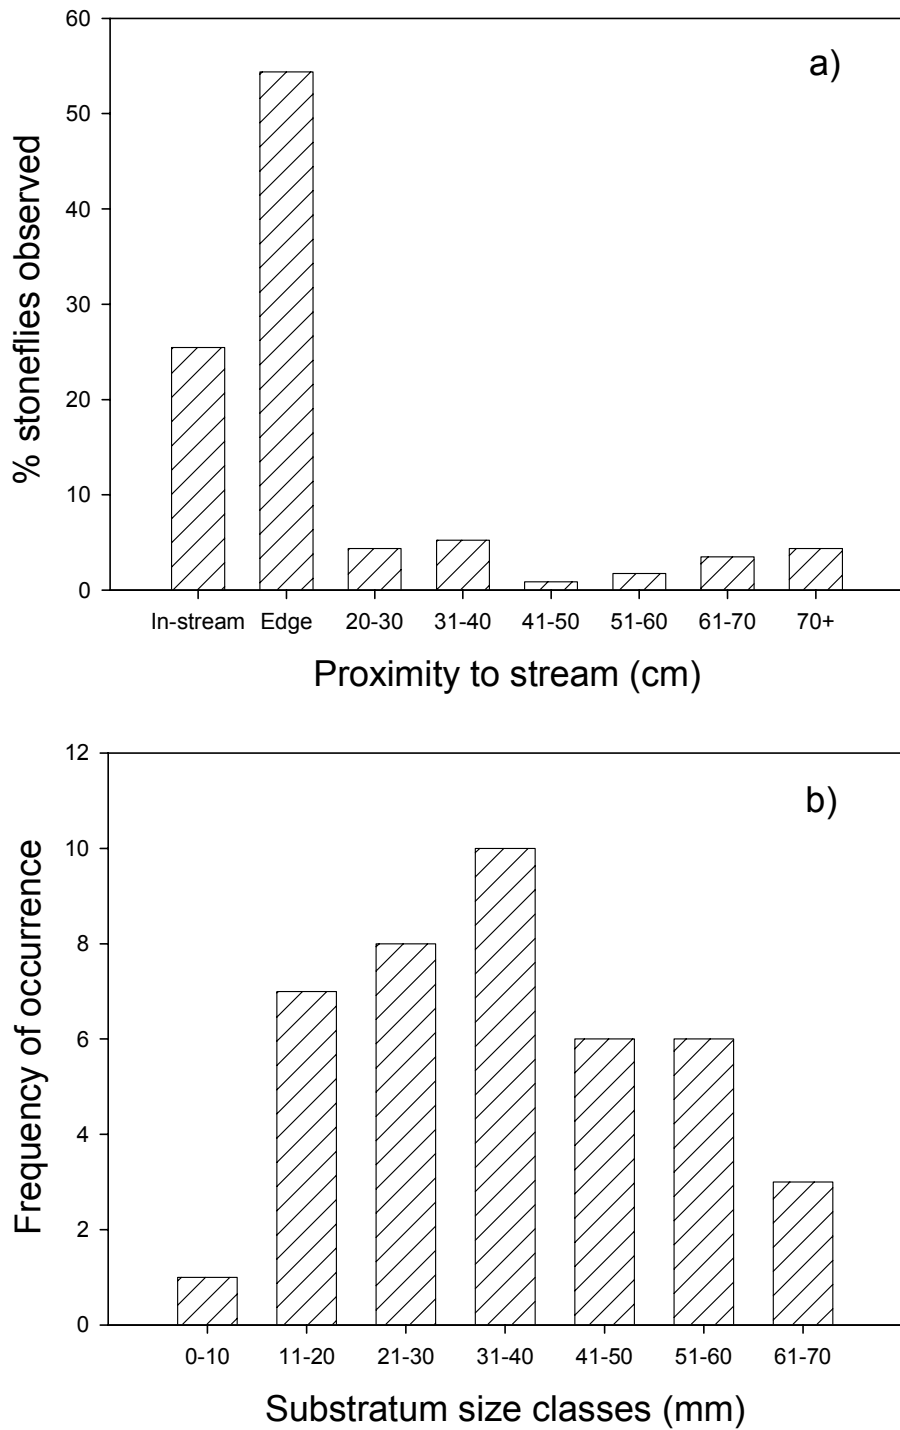 a)
% stoneflies observed
60
50
40
30
20
10
0
In-stream Edge 20-30 31-40 41-50 51-60 61-70 70+
Proximity to stream (cm)
b)
Frequency of occurrence
12
10
8
6
4
2
0
0-10 11-20 21-30 31-40 41-50 51-60 61-70
Substratum size classes (mm)